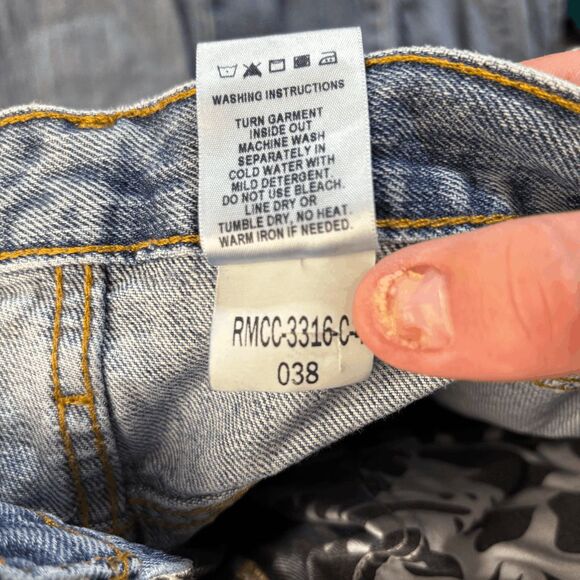 WASHING INSTRUCTIONS
TURN GARMENT
INSIDE OUT
MACHINE WASH
SEPARATELY IN
COLD WATER WITH
MILD DETERGENT.
DO NOT USE BLEACH.
LINE DRY OR
TUMBLE DRY, NO HEAT.
WARM IRON IF NEEDED.
RMCC-3316-C-
038